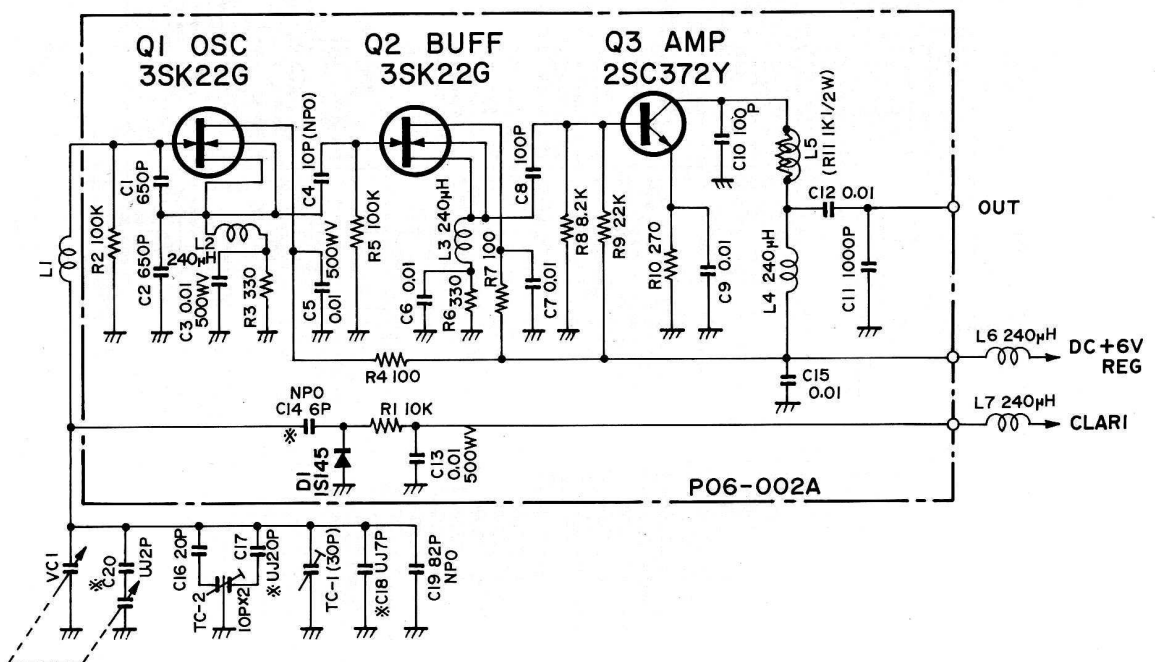 Q1 OSC
3SK22G
Q2 BUFF
3SK22G
Q3 AMP
2SC372Y
L1
R2 100K
C1
650P
C2 650P
L2
240μH
C3 0.01
500WV
R3 330
C4 10P(NPO)
C5 0.01 500WV
R5 100K
L3 240μH
C6 0.01
R6 330
R7 100
C7 0.01
C8 100P
R8 8.2K
R9 22K
R10 270
C9 0.01
C10 100P
L5
(R11 1K 1/2W)
C12 0.01
L4 240μH
C11 1000P
OUT
R4 100
C15
0.01
L6 240μH
DC+6V
REG
NPO
C14 6P
※
R1 10K
D1
1S145
C13
0.01
500WV
L7 240μH
CLARI
P06-002A
VC1
※C20
UJ2P
C16 20P
C17
※UJ20P
TC-2
10P×2
TC-1 (30P)
※C18 UJ7P
C19 82P
NPO